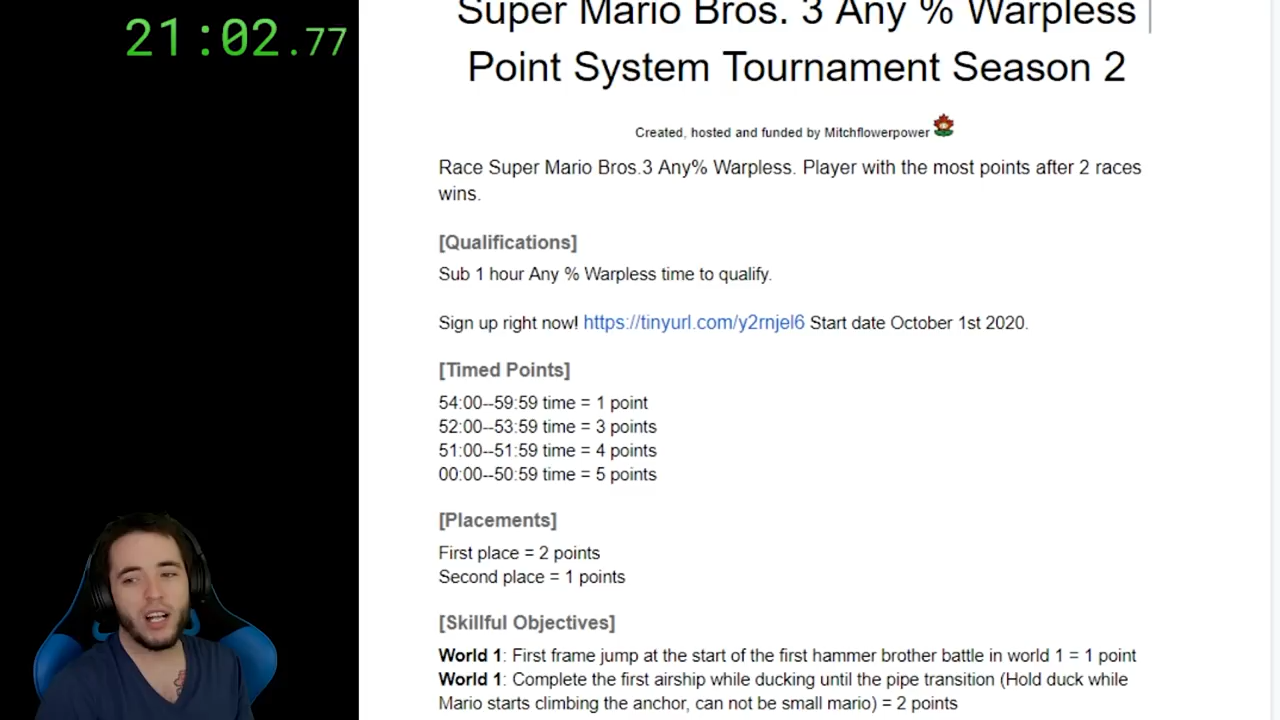 21:02.77
Super Mario Bros. 3 Any % Warpless
Point System Tournament Season 2
Created, hosted and funded by Mitchflowerpower
Race Super Mario Bros.3 Any% Warpless. Player with the most points after 2 races
wins.
[Qualifications]
Sub 1 hour Any % Warpless time to qualify.
Sign up right now! https://tinyurl.com/y2rnjel6 Start date October 1st 2020.
[Timed Points]
54:00--59:59 time = 1 point
52:00--53:59 time = 3 points
51:00--51:59 time = 4 points
00:00--50:59 time = 5 points
[Placements]
First place = 2 points
Second place = 1 points
[Skillful Objectives]
World 1: First frame jump at the start of the first hammer brother battle in world 1 = 1 point
World 1: Complete the first airship while ducking until the pipe transition (Hold duck while
Mario starts climbing the anchor, can not be small mario) = 2 points